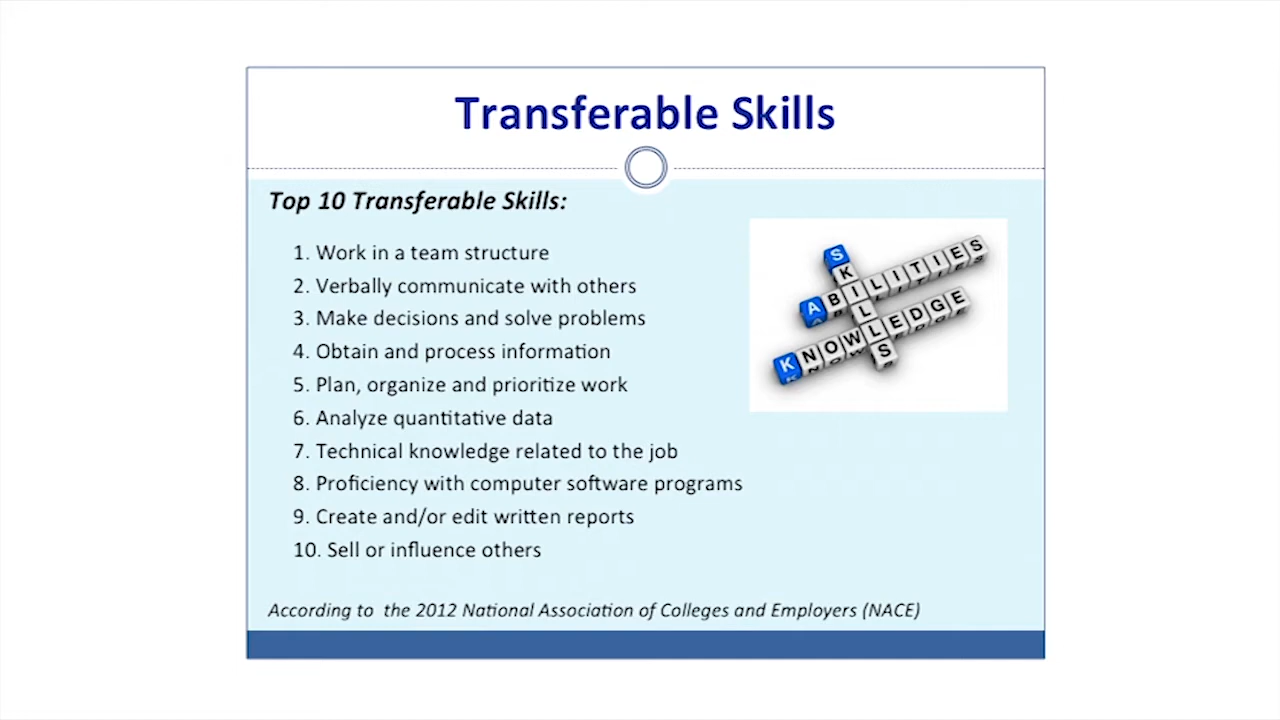 Transferable Skills
Top 10 Transferable Skills:
1. Work in a team structure
2. Verbally communicate with others
3. Make decisions and solve problems
4. Obtain and process information
5. Plan, organize and prioritize work
6. Analyze quantitative data
7. Technical knowledge related to the job
8. Proficiency with computer software programs
9. Create and/or edit written reports
10. Sell or influence others
SKILLS
ABILITIES
KNOWLEDGE
According to the 2012 National Association of Colleges and Employers (NACE)